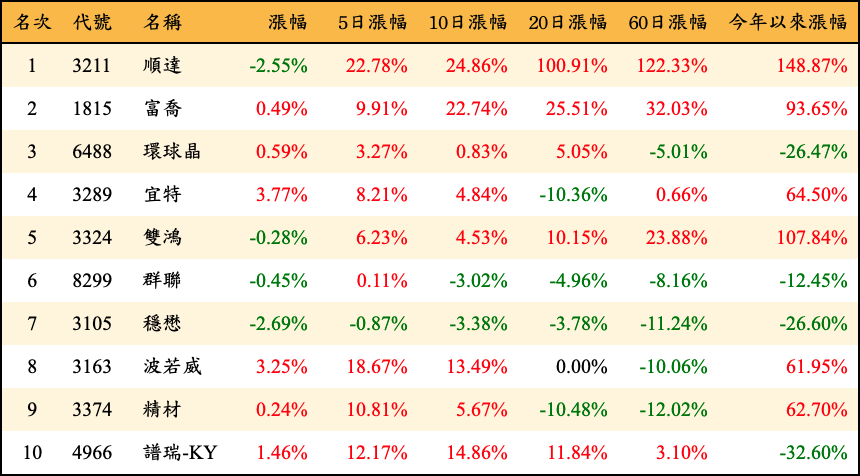 名次 代號 名稱 漲幅 5日漲幅 10日漲幅 20日漲幅 60日漲幅 今年以來漲幅
1 3211 順達 -2.55% 22.78% 24.86% 100.91% 122.33% 148.87%
2 1815 富喬 0.49% 9.91% 22.74% 25.51% 32.03% 93.65%
3 6488 環球晶 0.59% 3.27% 0.83% 5.05% -5.01% -26.47%
4 3289 宜特 3.77% 8.21% 4.84% -10.36% 0.66% 64.50%
5 3324 雙鴻 -0.28% 6.23% 4.53% 10.15% 23.88% 107.84%
6 8299 群聯 -0.45% 0.11% -3.02% -4.96% -8.16% -12.45%
7 3105 穩懋 -2.69% -0.87% -3.38% -3.78% -11.24% -26.60%
8 3163 波若威 3.25% 18.67% 13.49% 0.00% -10.06% 61.95%
9 3374 精材 0.24% 10.81% 5.67% -10.48% -12.02% 62.70%
10 4966 譜瑞-KY 1.46% 12.17% 14.86% 11.84% 3.10% -32.60%